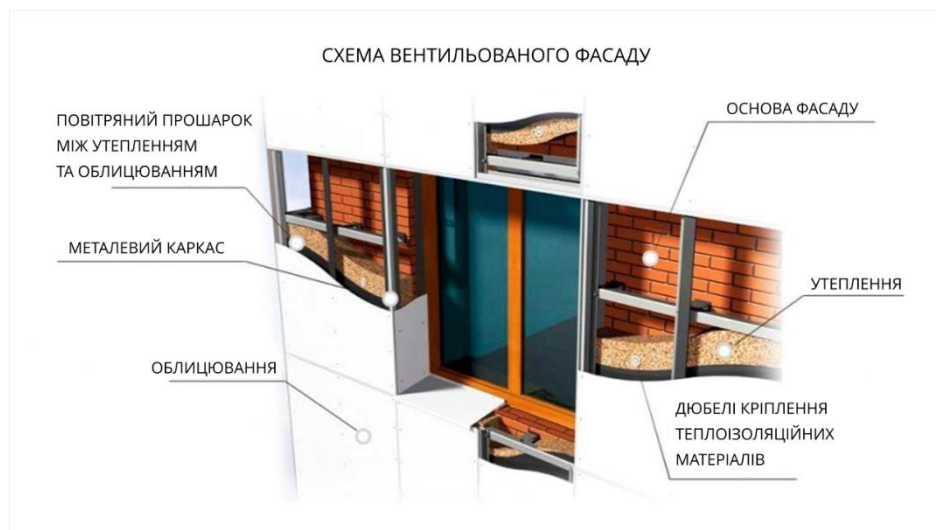 СХЕМА ВЕНТИЛЬОВАНОГО ФАСАДУ
ПОВІТРЯНИЙ ПРОШАРОК
МІЖ УТЕПЛЕННЯМ
ТА ОБЛИЦЮВАННЯМ
МЕТАЛЕВИЙ КАРКАС
ОБЛИЦЮВАННЯ
ОСНОВА ФАСАДУ
УТЕПЛЕННЯ
ДЮБЕЛІ КРІПЛЕННЯ
ТЕПЛОІЗОЛЯЦІЙНИХ
МАТЕРІАЛІВ